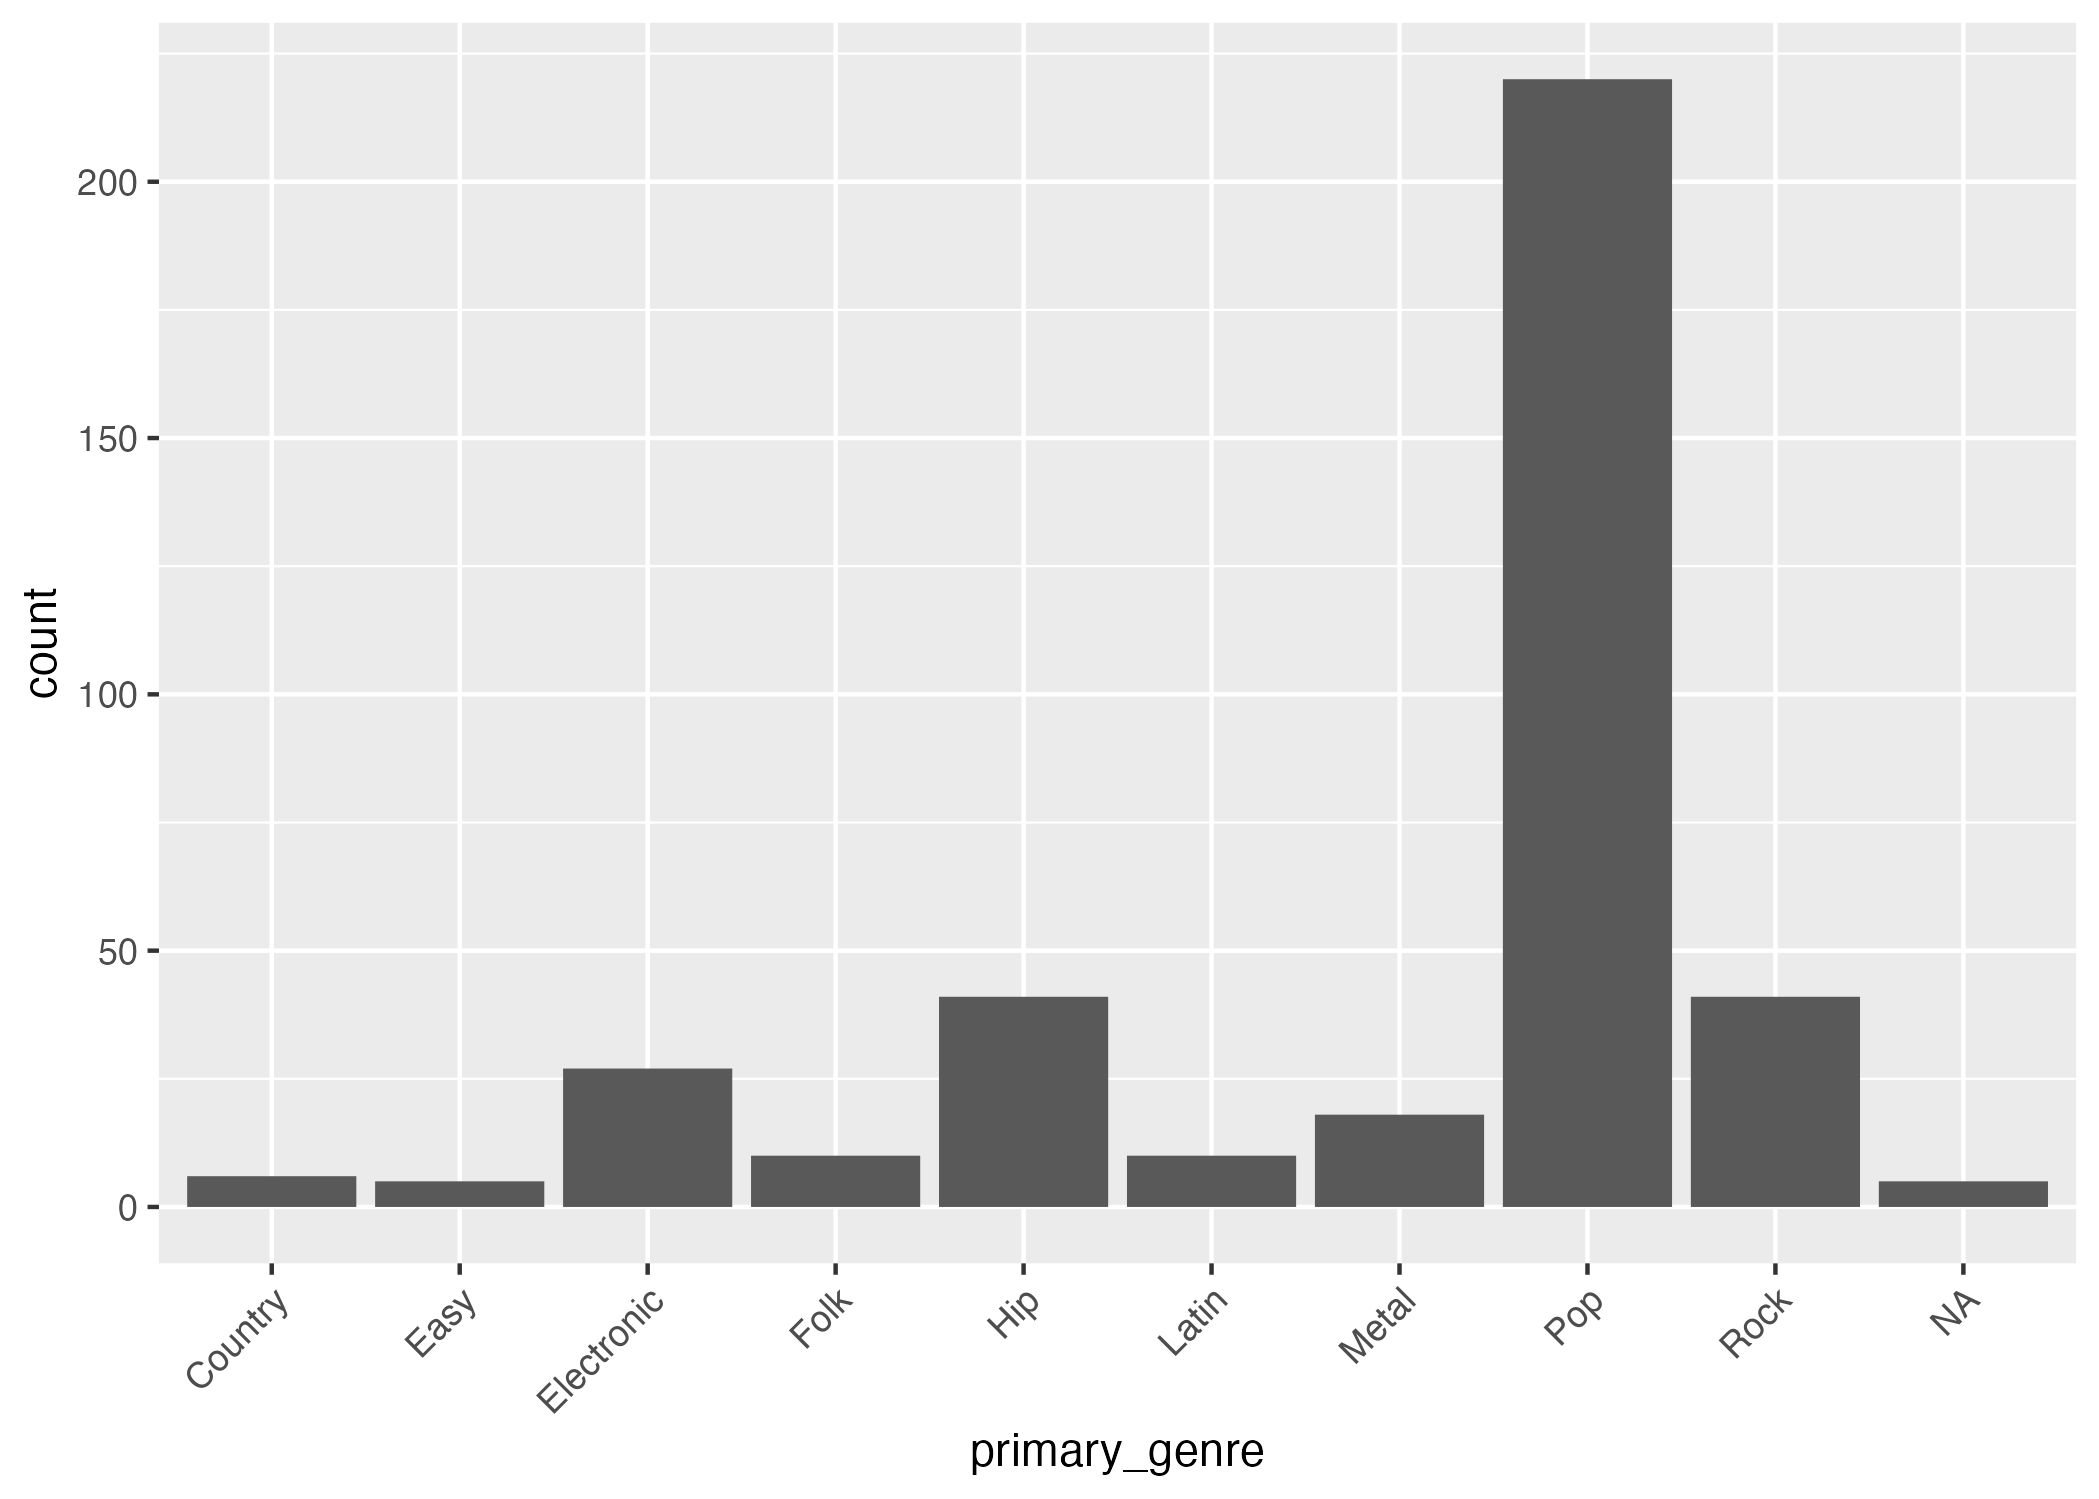 count
200
150
100
50
0
Country
Easy
Electronic
Folk
Hip
Latin
Metal
Pop
Rock
NA
primary_genre